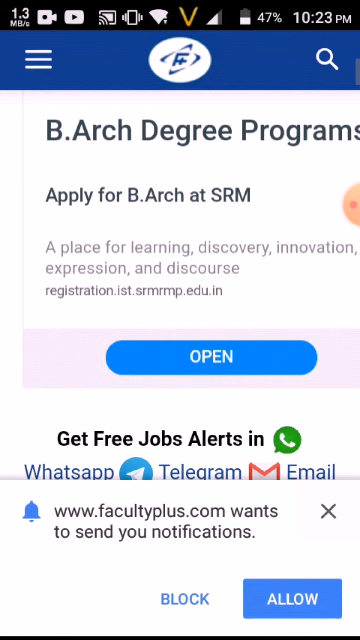 1.3 MB/s 47% 10:23 PM
B.Arch Degree Programs
Apply for B.Arch at SRM
A place for learning, discovery, innovation,
expression, and discourse
registration.ist.srmrmp.edu.in
OPEN
Get Free Jobs Alerts in
Whatsapp Telegram Email
www.facultyplus.com wants
to send you notifications.
BLOCK ALLOW